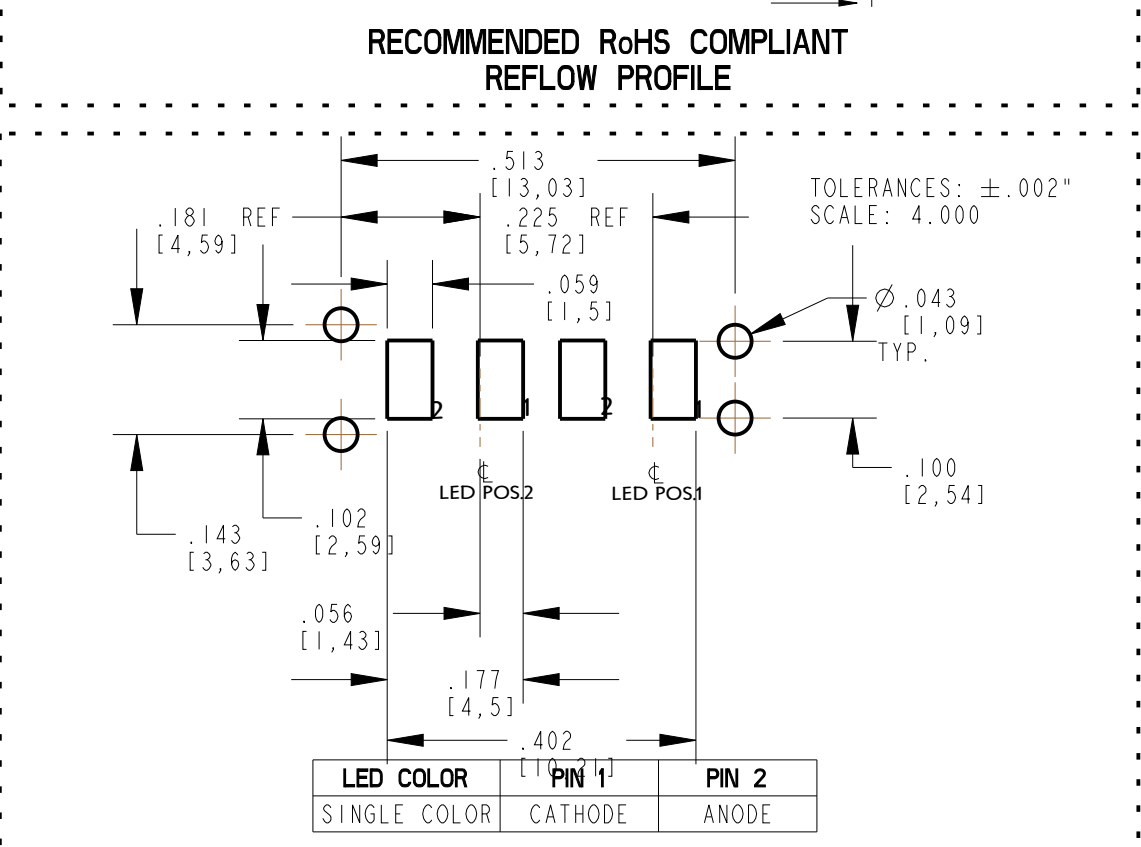 RECOMMENDED RoHS COMPLIANT
REFLOW PROFILE
.513
[13,03]
TOLERANCES: ±.002"
SCALE: 4.000
.181 REF
[4,59]
.225 REF
[5,72]
.059
[1,5]
Ø.043
[1,09]
TYP.
2
1
2
1
℄
LED POS.2
℄
LED POS.1
.100
[2,54]
.102
[2,59]
.143
[3,63]
.056
[1,43]
.177
[4,5]
.402
[10,21]
LED COLOR PIN 1 PIN 2
SINGLE COLOR CATHODE ANODE